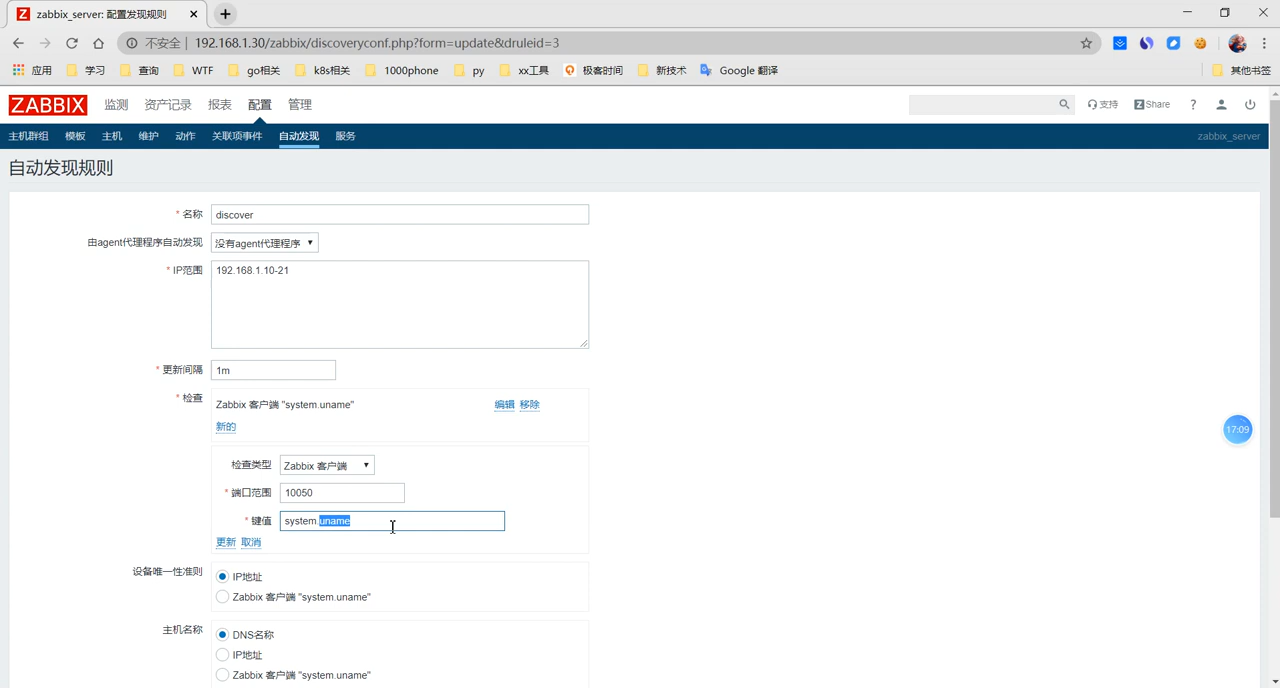 zabbix_server: 配置发现规则
不安全 | 192.168.1.30/zabbix/discoveryconf.php?form=update&druleid=3
应用 学习 查询 WTF go相关 k8s相关 1000phone py xx工具 极客时间 新技术 Google 翻译 其他书签
ZABBIX 监测 资产记录 报表 配置 管理 支持 Z Share ?
主机群组 模板 主机 维护 动作 关联项事件 自动发现 服务 zabbix_server
自动发现规则
* 名称 discover
由agent代理程序自动发现 没有agent代理程序
* IP范围 192.168.1.10-21
* 更新间隔 1m
* 检查 Zabbix 客户端 "system.uname" 编辑 移除
新的
检查类型 Zabbix 客户端
* 端口范围 10050
* 键值 system.uname
更新 取消
设备唯一性准则 IP地址
Zabbix 客户端 "system.uname"
主机名称 DNS名称
IP地址
Zabbix 客户端 "system.uname"
17:09